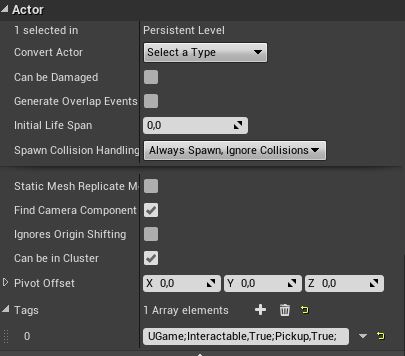 Actor
1 selected in Persistent Level
Convert Actor Select a Type
Can be Damaged
Generate Overlap Events
Initial Life Span 0,0
Spawn Collision Handling Always Spawn, Ignore Collisions
Static Mesh Replicate M
Find Camera Component
Ignores Origin Shifting
Can be in Cluster
Pivot Offset X 0,0 Y 0,0 Z 0,0
Tags 1 Array elements
0 UGame;Interactable,True;Pickup,True;